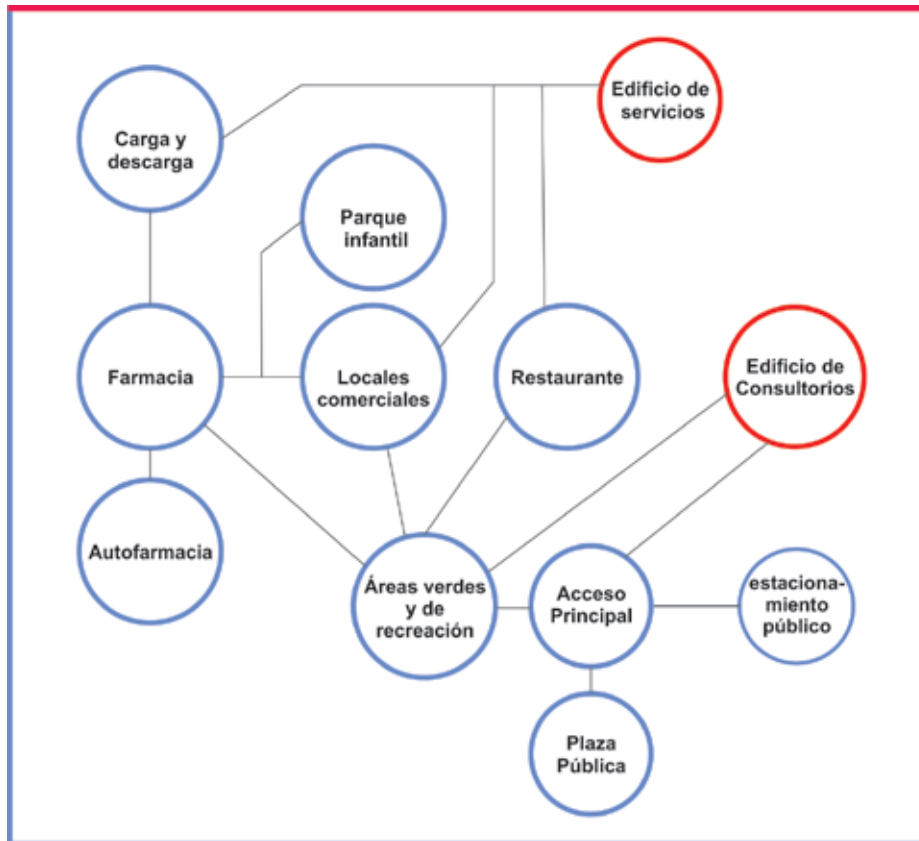 Edificio de
servicios
Carga y
descarga
Parque
infantil
Farmacia
Locales
comerciales
Restaurante
Edificio de
Consultorios
Autofarmacia
Áreas verdes
y de
recreación
Acceso
Principal
estaciona-
miento
público
Plaza
Pública